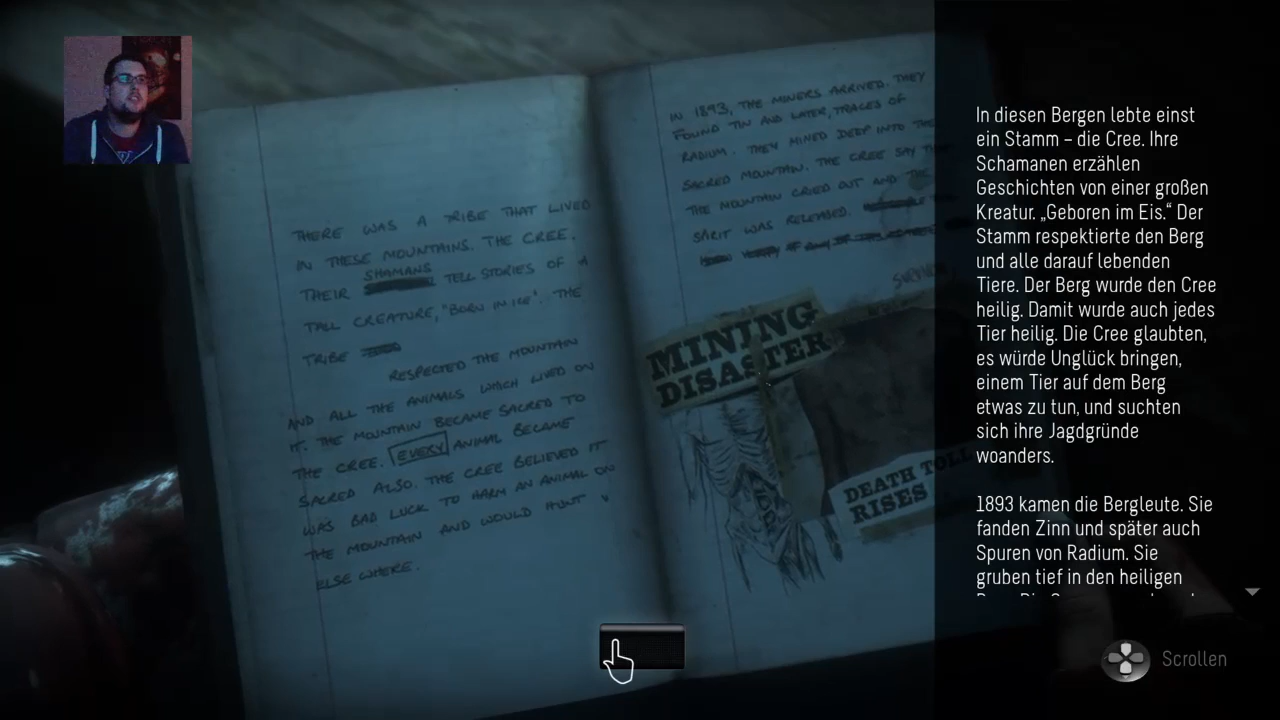 THERE WAS A TRIBE THAT LIVED
IN THESE MOUNTAINS. THE CREE.
SHAMANS
THEIR TELL STORIES OF A
TALL CREATURE, "BORN IN ICE". THE
TRIBE
RESPECTED THE MOUNTAIN
AND ALL THE ANIMALS WHICH LIVED ON
IT. THE MOUNTAIN BECAME SACRED TO
THE CREE. EVERY ANIMAL BECAME
SACRED ALSO. THE CREE BELIEVED IT
WAS BAD LUCK TO HARM AN ANIMAL ON
THE MOUNTAIN AND WOULD HUNT
ELSE WHERE.
IN 1893, THE MINERS ARRIVED. THEY
FOUND TIN AND LATER, TRACES OF
RADIUM. THEY MINED DEEP INTO THE
SACRED MOUNTAIN. THE CREE SAY
THE MOUNTAIN CRIED OUT AND THE
SPIRIT WAS RELEASED.
MINING
DISASTER
DEATH TOLL
RISES
In diesen Bergen lebte einst
ein Stamm – die Cree. Ihre
Schamanen erzählen
Geschichten von einer großen
Kreatur. „Geboren im Eis.“ Der
Stamm respektierte den Berg
und alle darauf lebenden
Tiere. Der Berg wurde den Cree
heilig. Damit wurde auch jedes
Tier heilig. Die Cree glaubten,
es würde Unglück bringen,
einem Tier auf dem Berg
etwas zu tun, und suchten
sich ihre Jagdgründe
woanders.
1893 kamen die Bergleute. Sie
fanden Zinn und später auch
Spuren von Radium. Sie
gruben tief in den heiligen
Scrollen